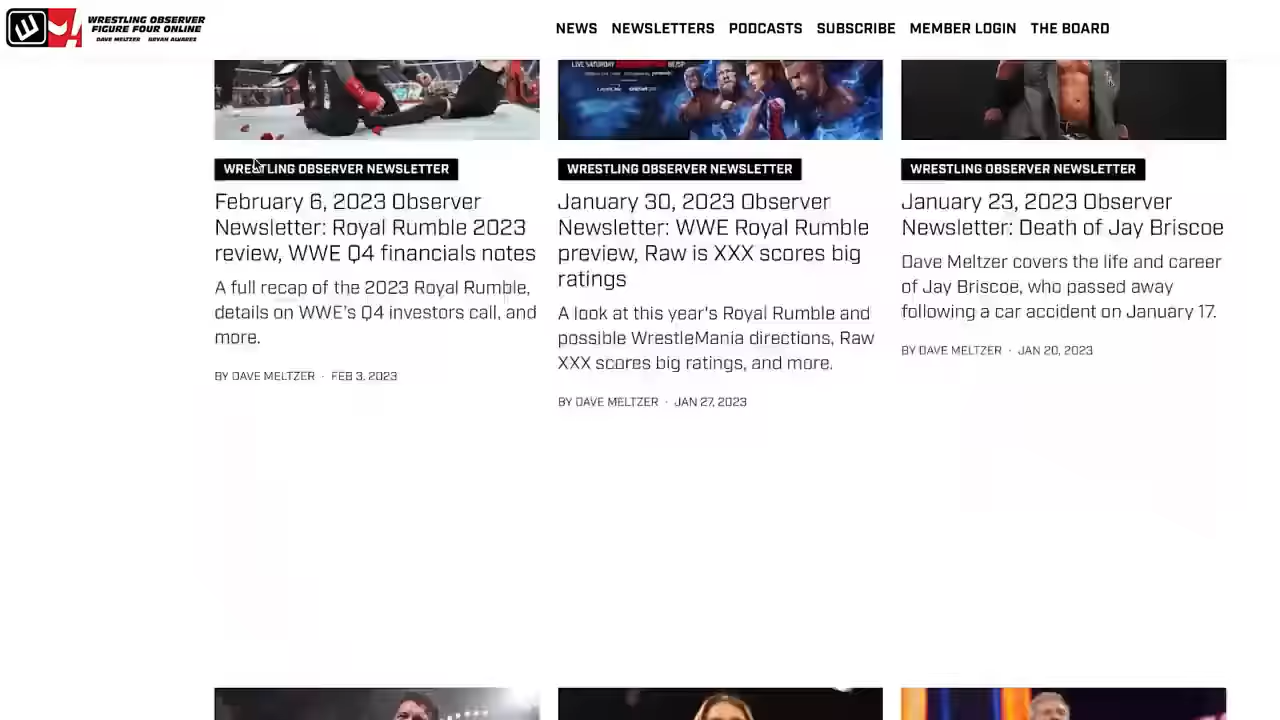 WRESTLING OBSERVER
FIGURE FOUR ONLINE
DAVE MELTZER BRYAN ALVAREZ
NEWS NEWSLETTERS PODCASTS SUBSCRIBE MEMBER LOGIN THE BOARD
WRESTLING OBSERVER NEWSLETTER
February 6, 2023 Observer
Newsletter: Royal Rumble 2023
review, WWE Q4 financials notes
A full recap of the 2023 Royal Rumble,
details on WWE's Q4 investors call, and
more.
BY DAVE MELTZER · FEB 3, 2023
WRESTLING OBSERVER NEWSLETTER
January 30, 2023 Observer
Newsletter: WWE Royal Rumble
preview, Raw is XXX scores big
ratings
A look at this year's Royal Rumble and
possible WrestleMania directions, Raw
XXX scores big ratings, and more.
BY DAVE MELTZER · JAN 27, 2023
WRESTLING OBSERVER NEWSLETTER
January 23, 2023 Observer
Newsletter: Death of Jay Briscoe
Dave Meltzer covers the life and career
of Jay Briscoe, who passed away
following a car accident on January 17.
BY DAVE MELTZER · JAN 20, 2023